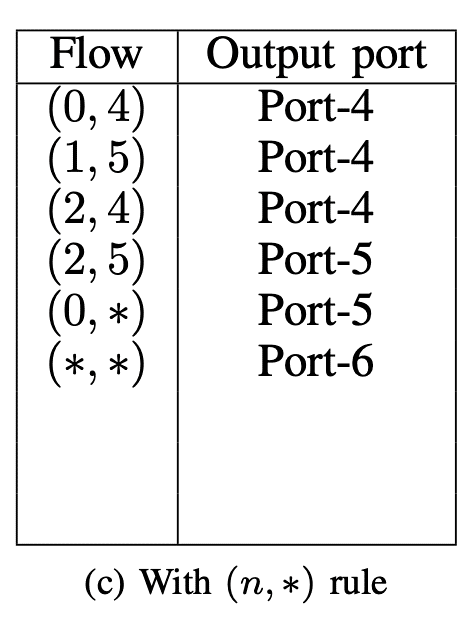 Flow Output port
(0, 4) Port-4
(1, 5) Port-4
(2, 4) Port-4
(2, 5) Port-5
(0, ∗) Port-5
(∗, ∗) Port-6
(c) With (n, ∗) rule